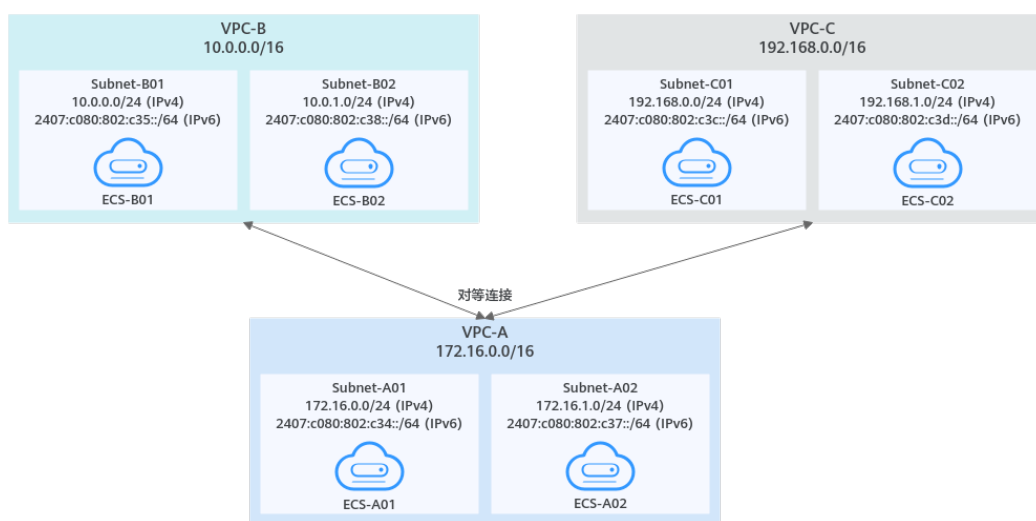 VPC-B
10.0.0.0/16
Subnet-B01
10.0.0.0/24 (IPv4)
2407:c080:802:c35::/64 (IPv6)
ECS-B01
Subnet-B02
10.0.1.0/24 (IPv4)
2407:c080:802:c38::/64 (IPv6)
ECS-B02
VPC-C
192.168.0.0/16
Subnet-C01
192.168.0.0/24 (IPv4)
2407:c080:802:c3c::/64 (IPv6)
ECS-C01
Subnet-C02
192.168.1.0/24 (IPv4)
2407:c080:802:c3d::/64 (IPv6)
ECS-C02
对等连接
VPC-A
172.16.0.0/16
Subnet-A01
172.16.0.0/24 (IPv4)
2407:c080:802:c34::/64 (IPv6)
ECS-A01
Subnet-A02
172.16.1.0/24 (IPv4)
2407:c080:802:c37::/64 (IPv6)
ECS-A02